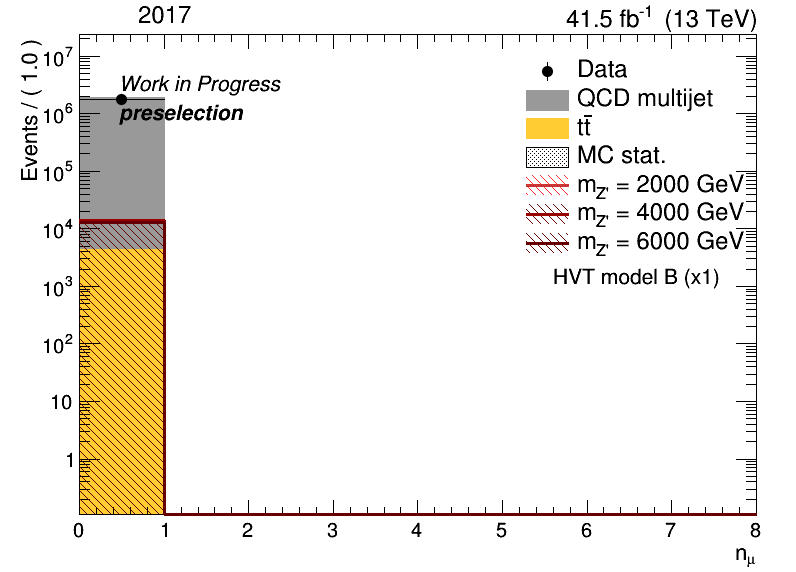 2017
41.5 fb⁻¹ (13 TeV)
Events / ( 1.0 )
10⁷
10⁶
10⁵
10⁴
10³
10²
10
1
Work in Progress
preselection
Data
QCD multijet
tt̄
MC stat.
m_Z' = 2000 GeV
m_Z' = 4000 GeV
m_Z' = 6000 GeV
HVT model B (x1)
0 1 2 3 4 5 6 7 8
n_μ